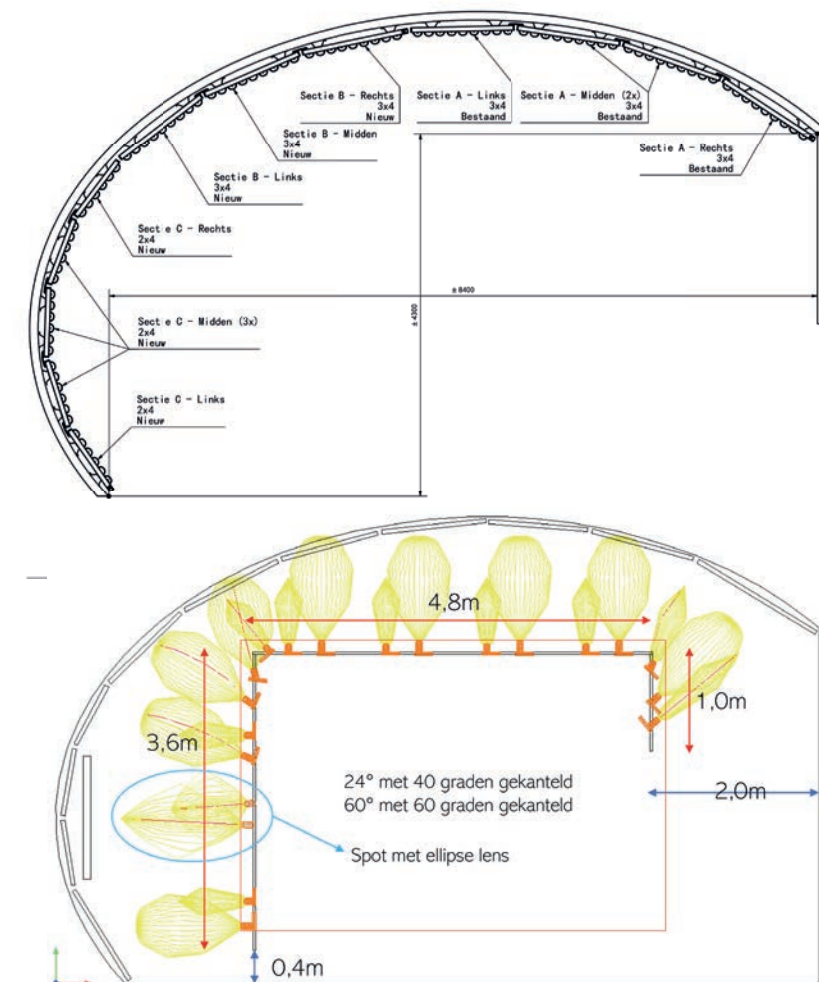 Sectie B - Rechts
3x4
Nieuw
Sectie A - Links
3x4
Bestaand
Sectie A - Midden (2x)
3x4
Bestaand
Sectie B - Midden
3x4
Nieuw
Sectie A - Rechts
3x4
Bestaand
Sectie B - Links
3x4
Nieuw
Sect e C - Rechts
2x4
Nieuw
± 8400
± 4300
Sect e C - Midden (3x)
2x4
Nieuw
Sectie C - Links
2x4
Nieuw
4,8m
1,0m
3,6m
24° met 40 graden gekanteld
60° met 60 graden gekanteld
2,0m
Spot met ellipse lens
0,4m